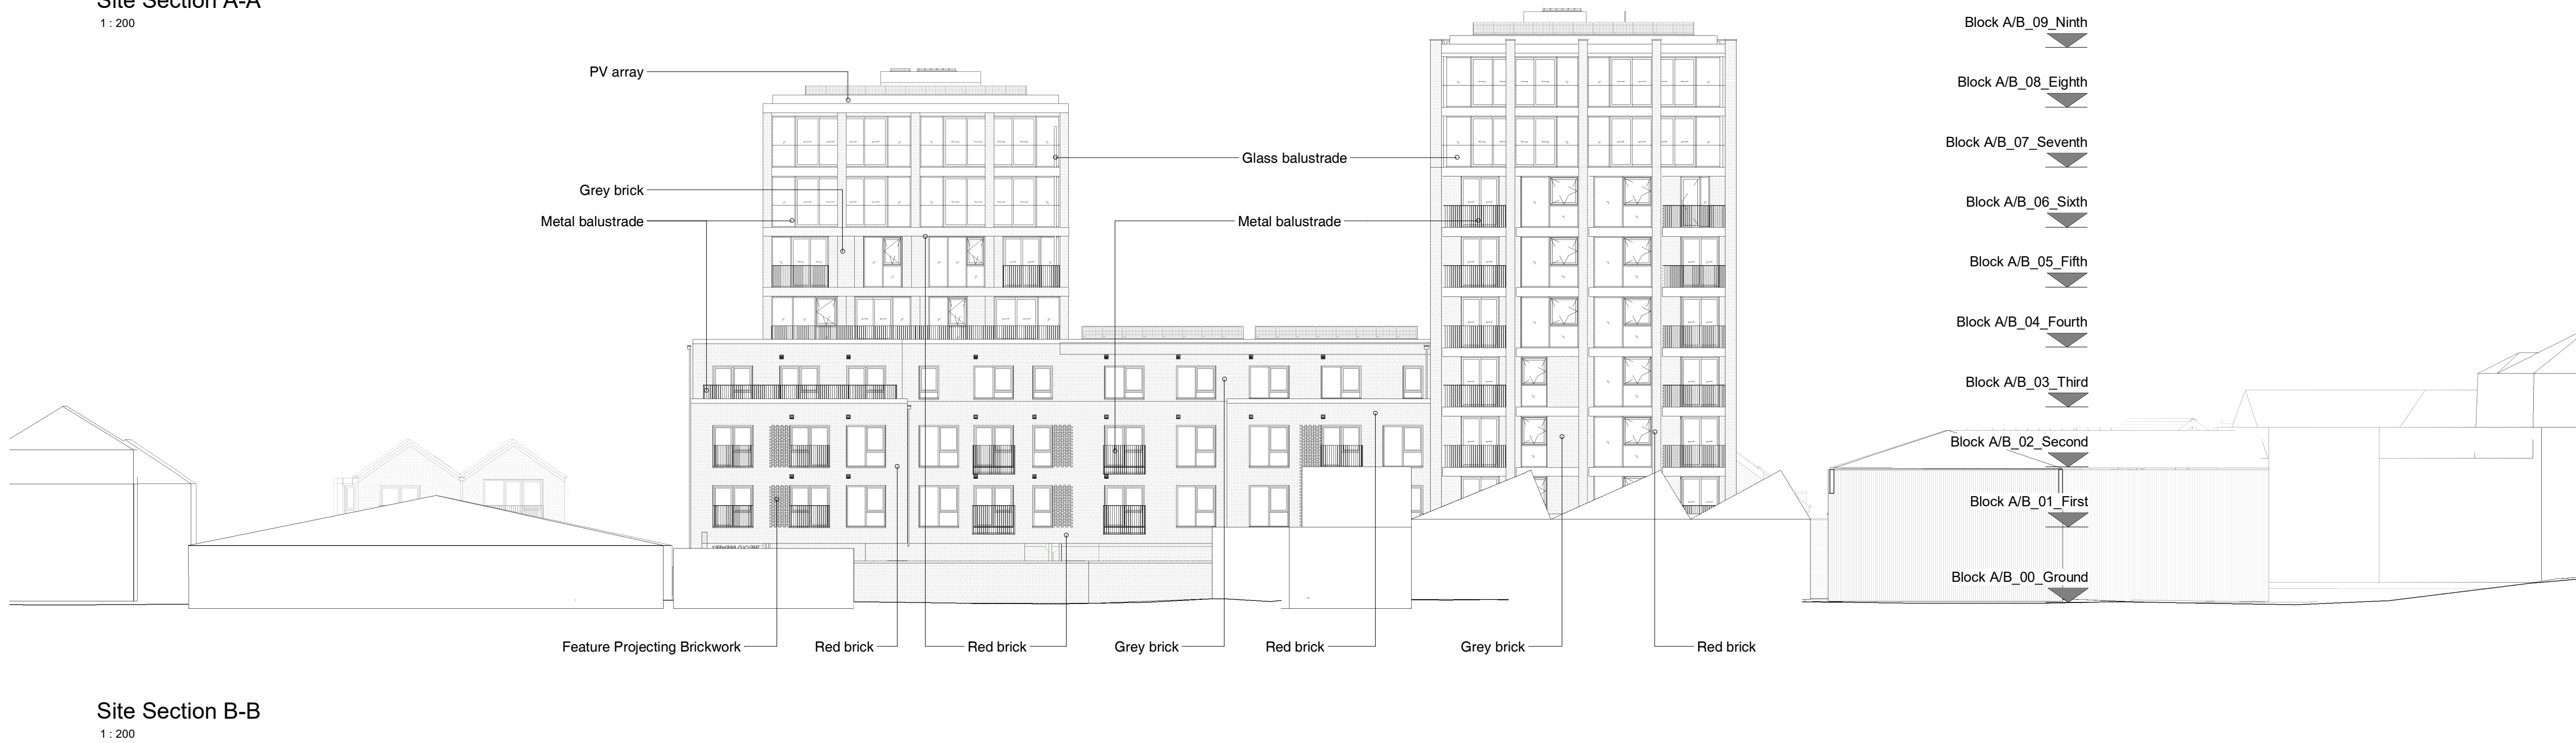 Site Section A-A
1 : 200
Block A/B_09_Ninth
PV array
Block A/B_08_Eighth
Block A/B_07_Seventh
Glass balustrade
Grey brick
Block A/B_06_Sixth
Metal balustrade
Metal balustrade
Block A/B_05_Fifth
Block A/B_04_Fourth
Block A/B_03_Third
Block A/B_02_Second
Block A/B_01_First
Block A/B_00_Ground
Feature Projecting Brickwork
Red brick
Red brick
Grey brick
Red brick
Grey brick
Red brick
Site Section B-B
1 : 200